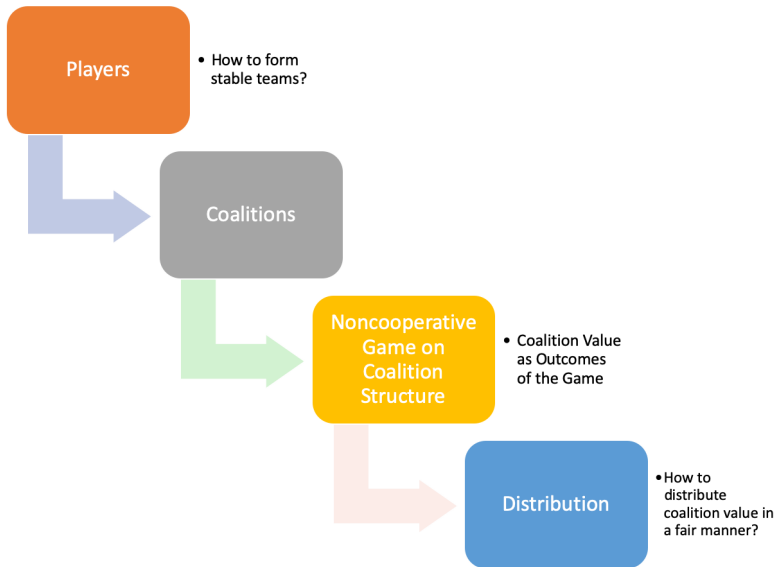 Players
• How to form
stable teams?
Coalitions
Noncooperative
Game on
Coalition
Structure
• Coalition Value
as Outcomes
of the Game
Distribution
•How to
distribute
coalition value in
a fair manner?